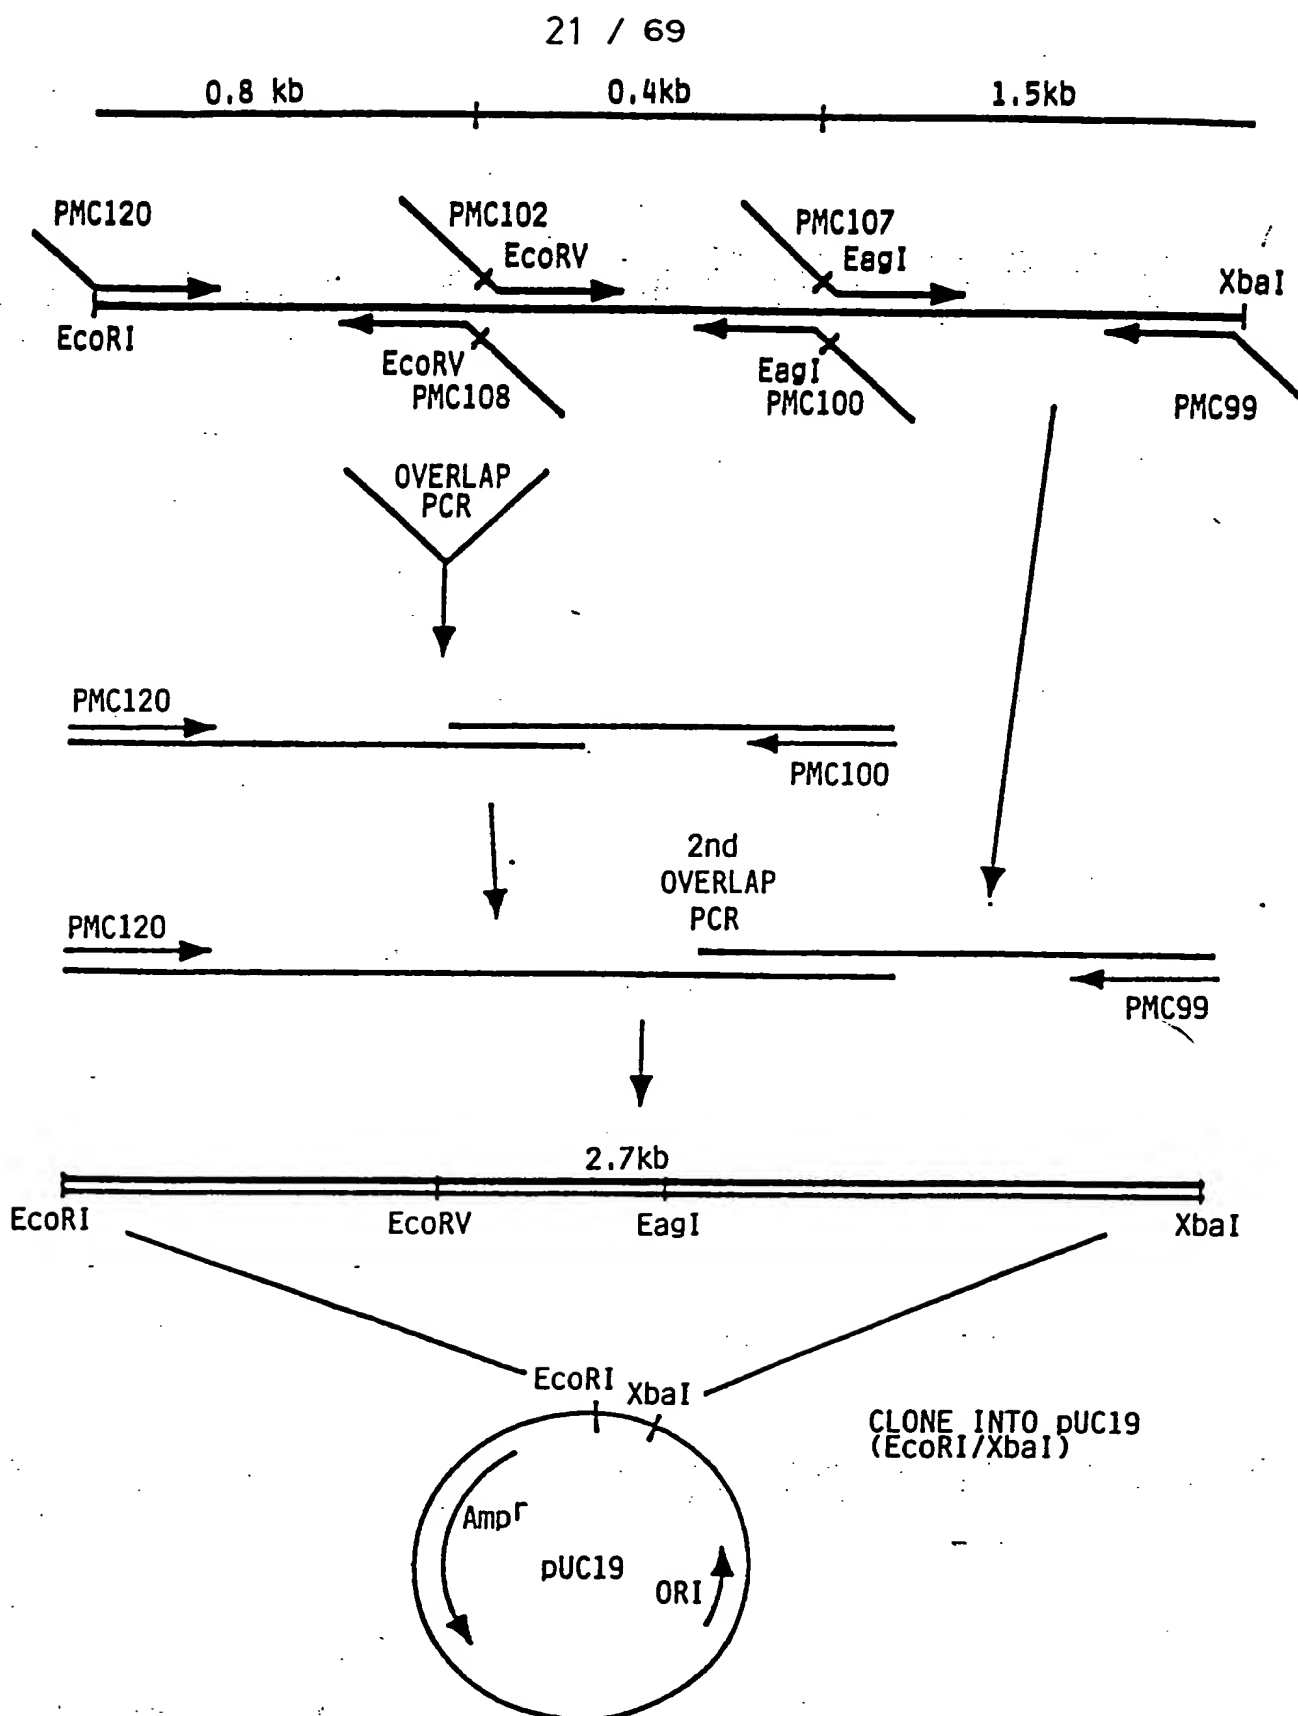 21 / 69
0.8 kb 0.4kb 1.5kb
PMC120 PMC102 PMC107
EcoRV EagI XbaI
EcoRI EcoRV EagI
PMC108 PMC100 PMC99
OVERLAP
PCR
PMC120
PMC100
2nd
OVERLAP
PCR
PMC120
PMC99
2.7kb
EcoRI EcoRV EagI XbaI
EcoRI XbaI
CLONE INTO pUC19
(EcoRI/XbaI)
Ampr
pUC19
ORI